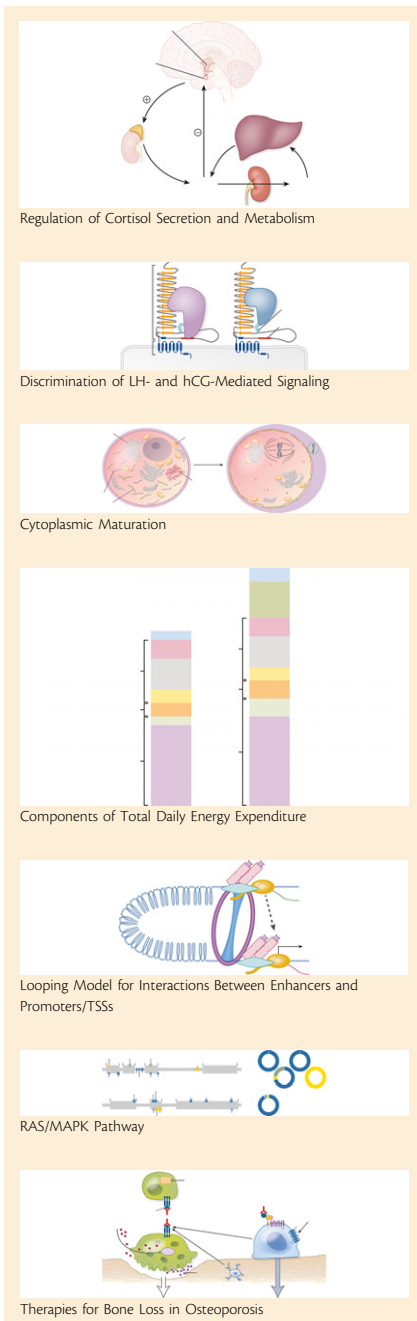 Regulation of Cortisol Secretion and Metabolism
Discrimination of LH- and hCG-Mediated Signaling
Cytoplasmic Maturation
Components of Total Daily Energy Expenditure
Looping Model for Interactions Between Enhancers and
Promoters/TSSs
RAS/MAPK Pathway
Therapies for Bone Loss in Osteoporosis